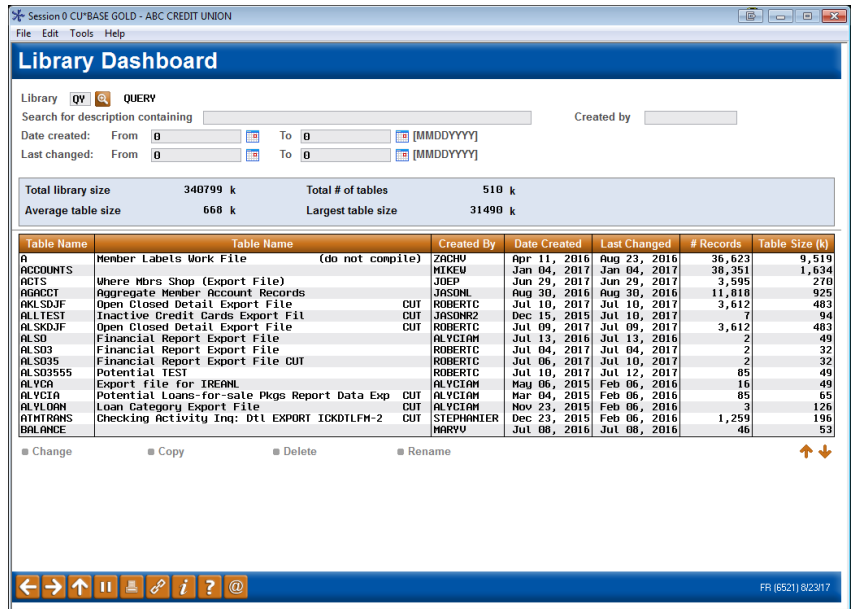 Session 0 CU*BASE GOLD - ABC CREDIT UNION
File Edit Tools Help
Library Dashboard
Library QY QUERY
Search for description containing Created by
Date created: From 0 To 0 [MMDDYYYY]
Last changed: From 0 To 0 [MMDDYYYY]
Total library size 340799 k Total # of tables 510 k
Average table size 668 k Largest table size 31490 k
Table Name Table Name Created By Date Created Last Changed # Records Table Size (k)
A Member Labels Work File (do not compile) ZACHV Apr 11, 2016 Aug 23, 2016 36,623 9,519
ACCOUNTS MIKEW Jan 04, 2017 Jan 04, 2017 38,351 1,634
ACTS Where Mbrs Shop (Export File) JOEP Jun 29, 2017 Jun 29, 2017 3,595 270
AGACCT Aggregate Member Account Records JASONL Aug 30, 2016 Aug 30, 2016 11,818 925
AKLSDJF Open Closed Detail Export File CUT ROBERTC Jul 10, 2017 Jul 10, 2017 3,612 483
ALLTEST Inactive Credit Cards Export Fil CUT JASONR2 Dec 15, 2015 Jul 10, 2017 7 94
ALSKDJF Open Closed Detail Export File CUT ROBERTC Jul 09, 2017 Jul 09, 2017 3,612 483
ALSO Financial Report Export File ALYCIAM Jul 13, 2016 Jul 13, 2016 2 49
ALSO3 Financial Report Export File ROBERTC Jul 04, 2017 Jul 04, 2017 2 32
ALSO35 Financial Report Export File CUT ROBERTC Jul 06, 2017 Jul 10, 2017 2 32
ALSO3555 Potential TEST ROBERTC Jul 10, 2017 Jul 12, 2017 85 49
ALYCA Export file for IREANL ALYCIAM May 06, 2015 Feb 06, 2016 16 49
ALYCIA Potential Loans-for-sale Pkgs Report Data Exp CUT ALYCIAM Mar 04, 2015 Feb 06, 2016 85 65
ALYLOAN Loan Category Export File CUT ALYCIAM Nov 23, 2015 Feb 06, 2016 3 126
ATMTRANS Checking Activity Inq: Dtl EXPORT ICKDTLFM-2 CUT STEPHANIER Dec 23, 2015 Feb 06, 2016 1,259 196
BALANCE MARYV Jul 08, 2016 Jul 08, 2016 46 53
Change Copy Delete Rename
FR (6521) 8/23/17